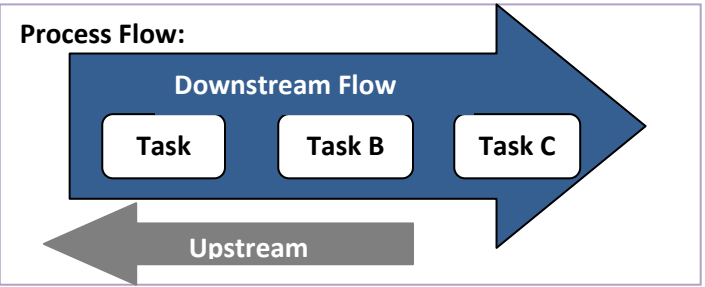 Process Flow:
Downstream Flow
Task
Task B
Task C
Upstream